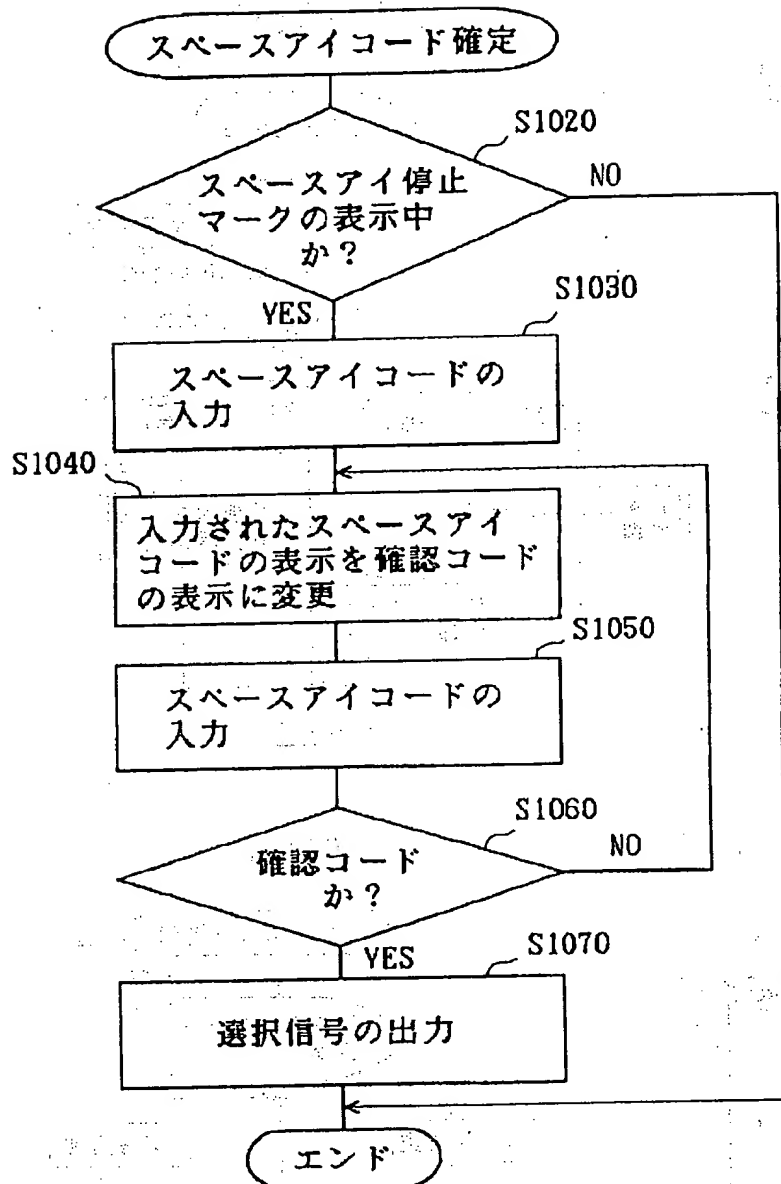 スペースアイコード確定
S1020
スペースアイ停止
マークの表示中
か？
NO
YES
S1030
スペースアイコードの
入力
S1040
入力されたスペースアイ
コードの表示を確認コード
の表示に変更
S1050
スペースアイコードの
入力
S1060
確認コード
か？
NO
YES
S1070
選択信号の出力
エンド